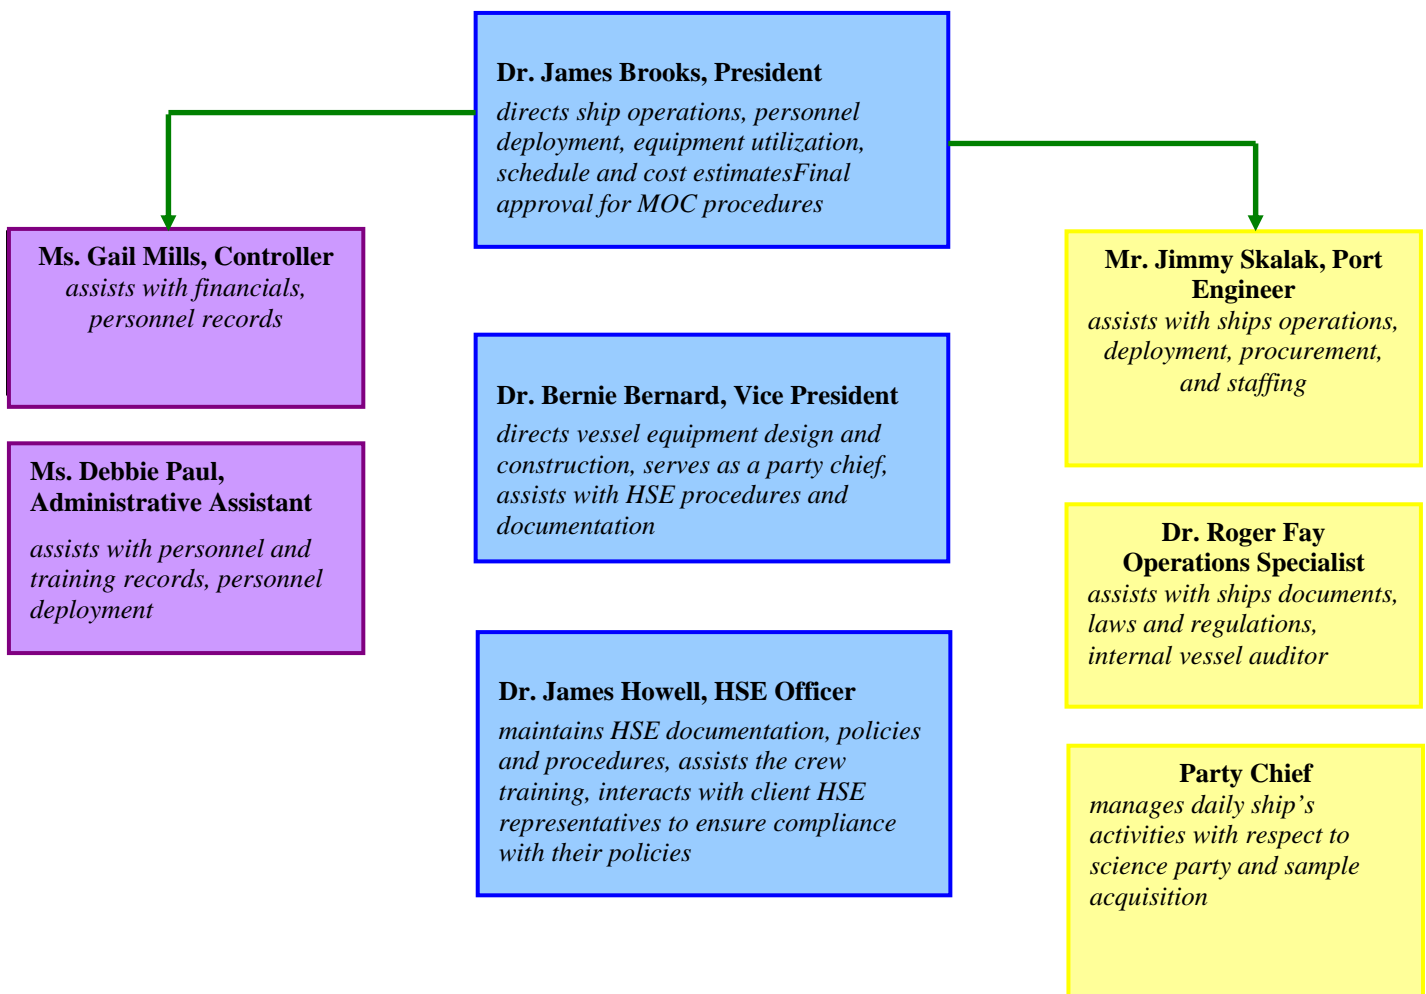 Dr. James Brooks, President
directs ship operations, personnel
deployment, equipment utilization,
schedule and cost estimatesFinal
approval for MOC procedures
Ms. Gail Mills, Controller
assists with financials,
personnel records
Mr. Jimmy Skalak, Port
Engineer
assists with ships operations,
deployment, procurement,
and staffing
Dr. Bernie Bernard, Vice President
directs vessel equipment design and
construction, serves as a party chief,
assists with HSE procedures and
documentation
Ms. Debbie Paul,
Administrative Assistant
assists with personnel and
training records, personnel
deployment
Dr. Roger Fay
Operations Specialist
assists with ships documents,
laws and regulations,
internal vessel auditor
Dr. James Howell, HSE Officer
maintains HSE documentation, policies
and procedures, assists the crew
training, interacts with client HSE
representatives to ensure compliance
with their policies
Party Chief
manages daily ship’s
activities with respect to
science party and sample
acquisition